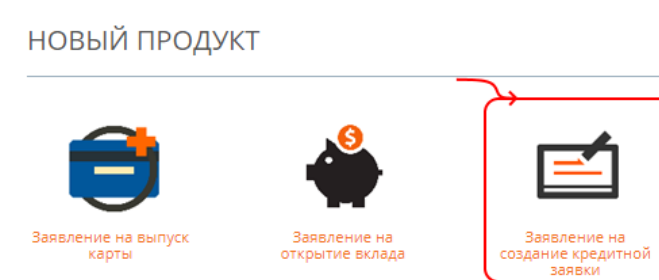 НОВЫЙ ПРОДУКТ
$
Заявление на выпуск
карты
Заявление на
открытие вклада
Заявление на
создание кредитной
заявки